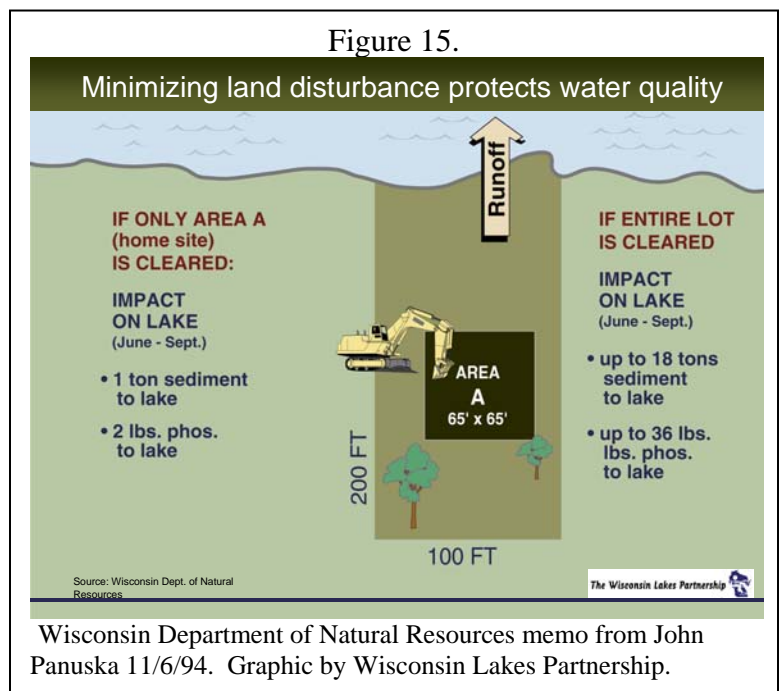 Figure 15.
Minimizing land disturbance protects water quality
Runoff
IF ONLY AREA A
(home site)
IS CLEARED:
IMPACT
ON LAKE
(June - Sept.)
• 1 ton sediment
to lake
• 2 lbs. phos.
to lake
AREA
A
65' x 65'
200 FT
100 FT
IF ENTIRE LOT
IS CLEARED
IMPACT
ON LAKE
(June - Sept.)
• up to 18 tons
sediment
to lake
• up to 36 lbs.
lbs. phos.
to lake
Source: Wisconsin Dept. of Natural
Resources
The Wisconsin Lakes Partnership
Wisconsin Department of Natural Resources memo from John
Panuska 11/6/94.  Graphic by Wisconsin Lakes Partnership.